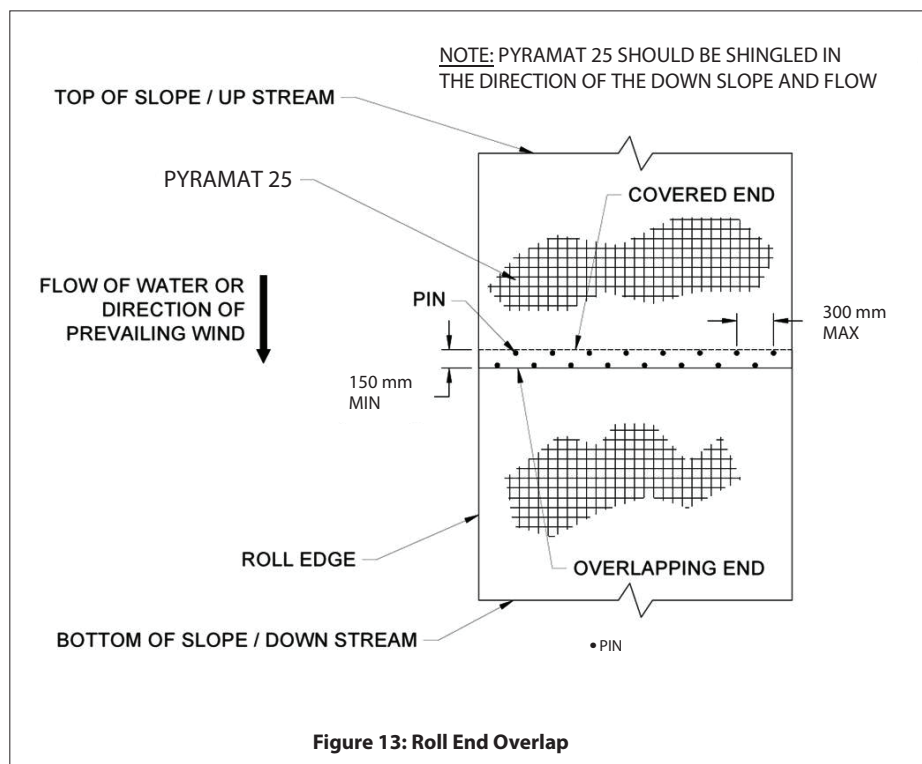 NOTE: PYRAMAT 25 SHOULD BE SHINGLED IN
THE DIRECTION OF THE DOWN SLOPE AND FLOW
TOP OF SLOPE / UP STREAM
PYRAMAT 25
COVERED END
FLOW OF WATER OR
DIRECTION OF
PREVAILING WIND
PIN
300 mm
MAX
150 mm
MIN
ROLL EDGE
OVERLAPPING END
BOTTOM OF SLOPE / DOWN STREAM
• PIN
Figure 13: Roll End Overlap